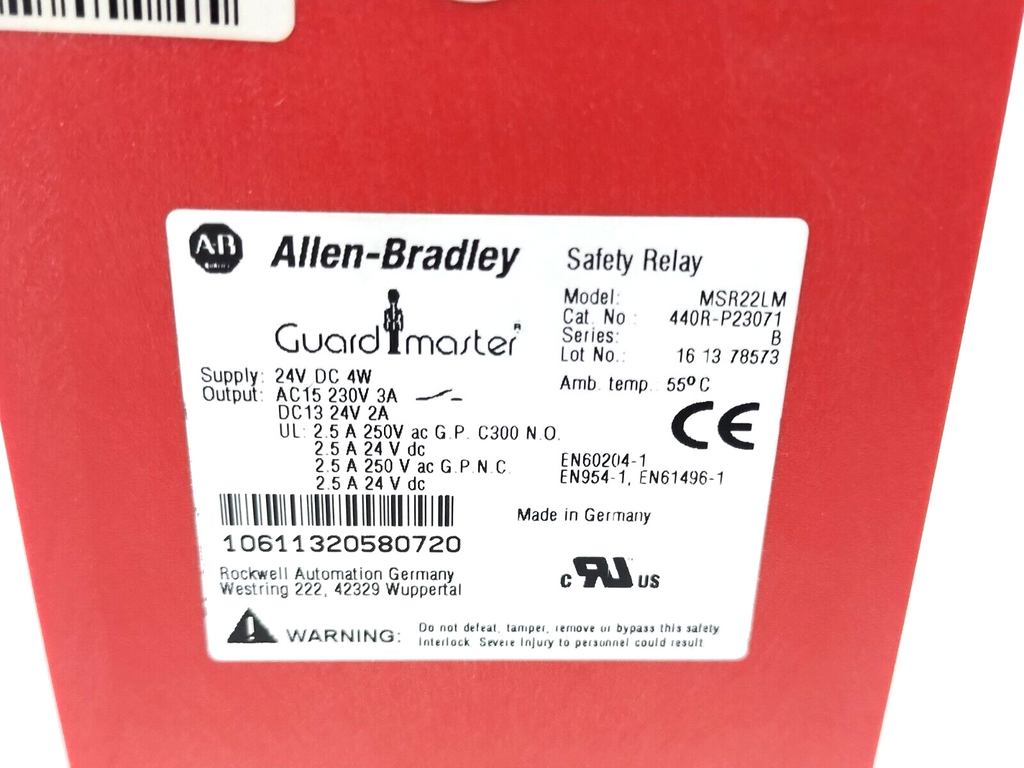 A-B
Allen-Bradley
Guardmaster®
Safety Relay
Model: MSR22LM
Cat. No : 440R-P23071
Series: B
Lot No.: 16 13 78573
Amb. temp. 55°C
Supply: 24V DC 4W
Output: AC15 230V 3A
DC13 24V 2A
UL: 2.5 A 250V ac G.P. C300 N.O.
2.5 A 24 V dc
2.5 A 250 V ac G.P.N.C.
2.5 A 24 V dc
CE
EN60204-1
EN954-1, EN61496-1
10611320580720
Made in Germany
Rockwell Automation Germany
Westring 222, 42329 Wuppertal
c RU US
WARNING: Do not defeat, tamper, remove or bypass this safety
Interlock. Severe Injury to personnel could result